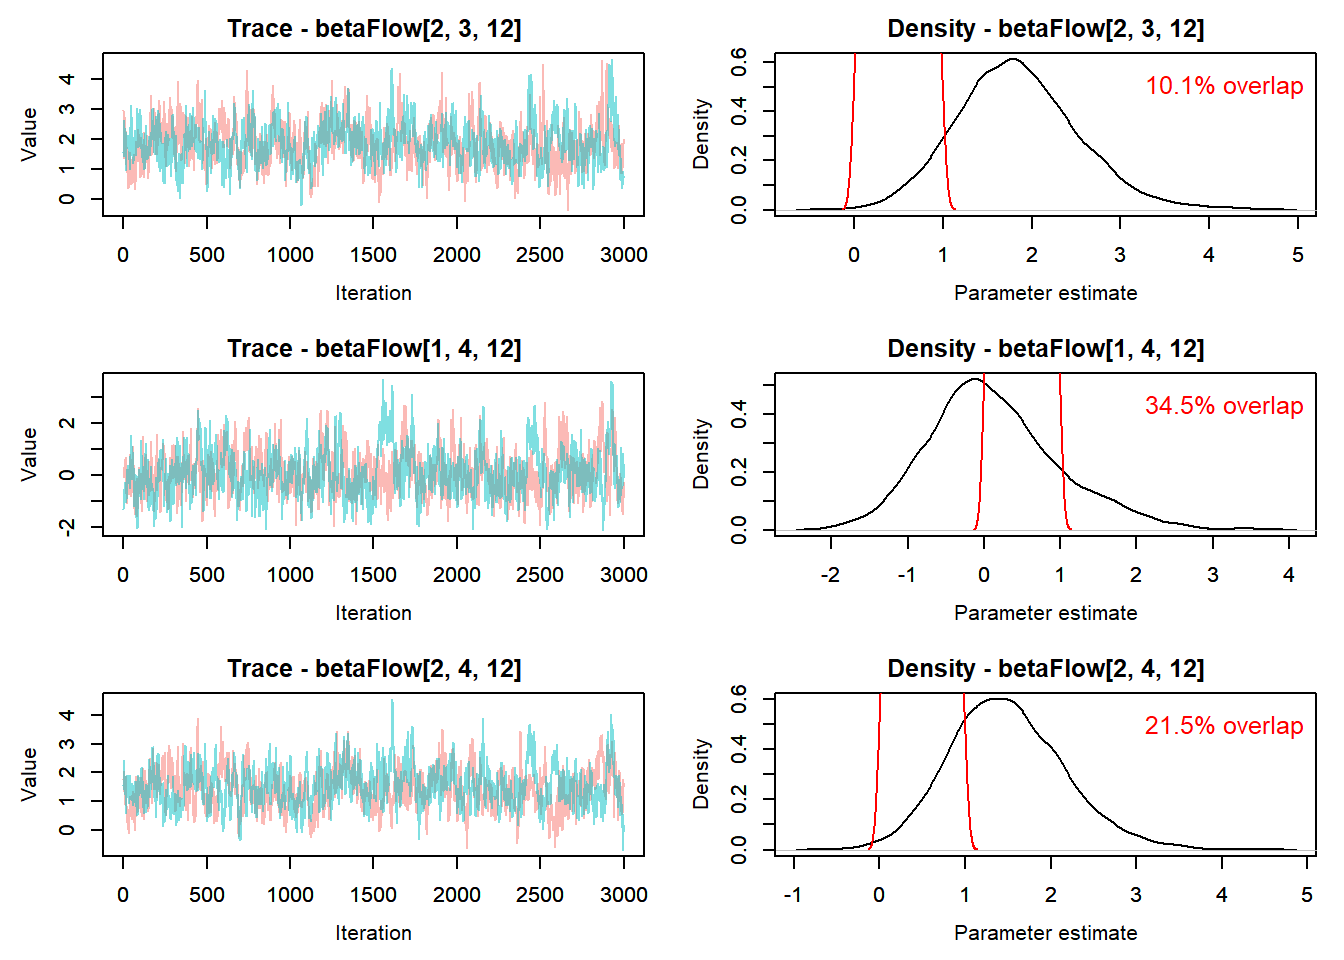 Trace - betaFlow[2, 3, 12]
Value
0 1 2 3 4
0 500 1000 1500 2000 2500 3000
Iteration
Density - betaFlow[2, 3, 12]
10.1% overlap
Density
0.0 0.2 0.4 0.6
0 1 2 3 4 5
Parameter estimate
Trace - betaFlow[1, 4, 12]
Value
-2 0 2
0 500 1000 1500 2000 2500 3000
Iteration
Density - betaFlow[1, 4, 12]
34.5% overlap
Density
0.0 0.2 0.4
-2 -1 0 1 2 3 4
Parameter estimate
Trace - betaFlow[2, 4, 12]
Value
0 1 2 3 4
0 500 1000 1500 2000 2500 3000
Iteration
Density - betaFlow[2, 4, 12]
21.5% overlap
Density
0.0 0.2 0.4 0.6
-1 0 1 2 3 4 5
Parameter estimate